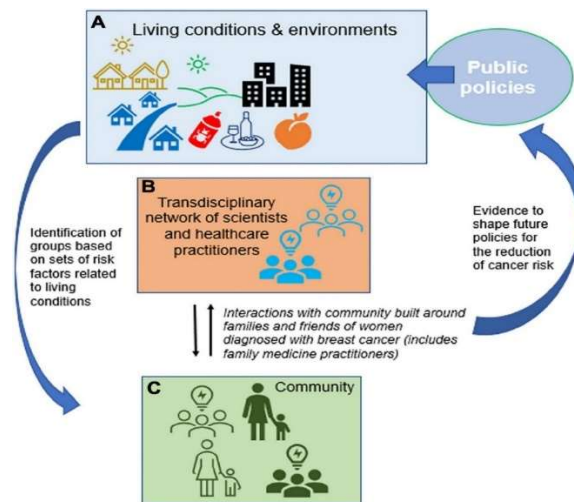 A
Living conditions & environments
Public
policies
B
Transdisciplinary
network of scientists
and healthcare
practitioners
Identification of
groups based
on sets of risk
factors related
to living
conditions
Evidence to
shape future
policies for
the reduction
of cancer risk
Interactions with community built around
families and friends of women
diagnosed with breast cancer (includes
family medicine practitioners)
C
Community